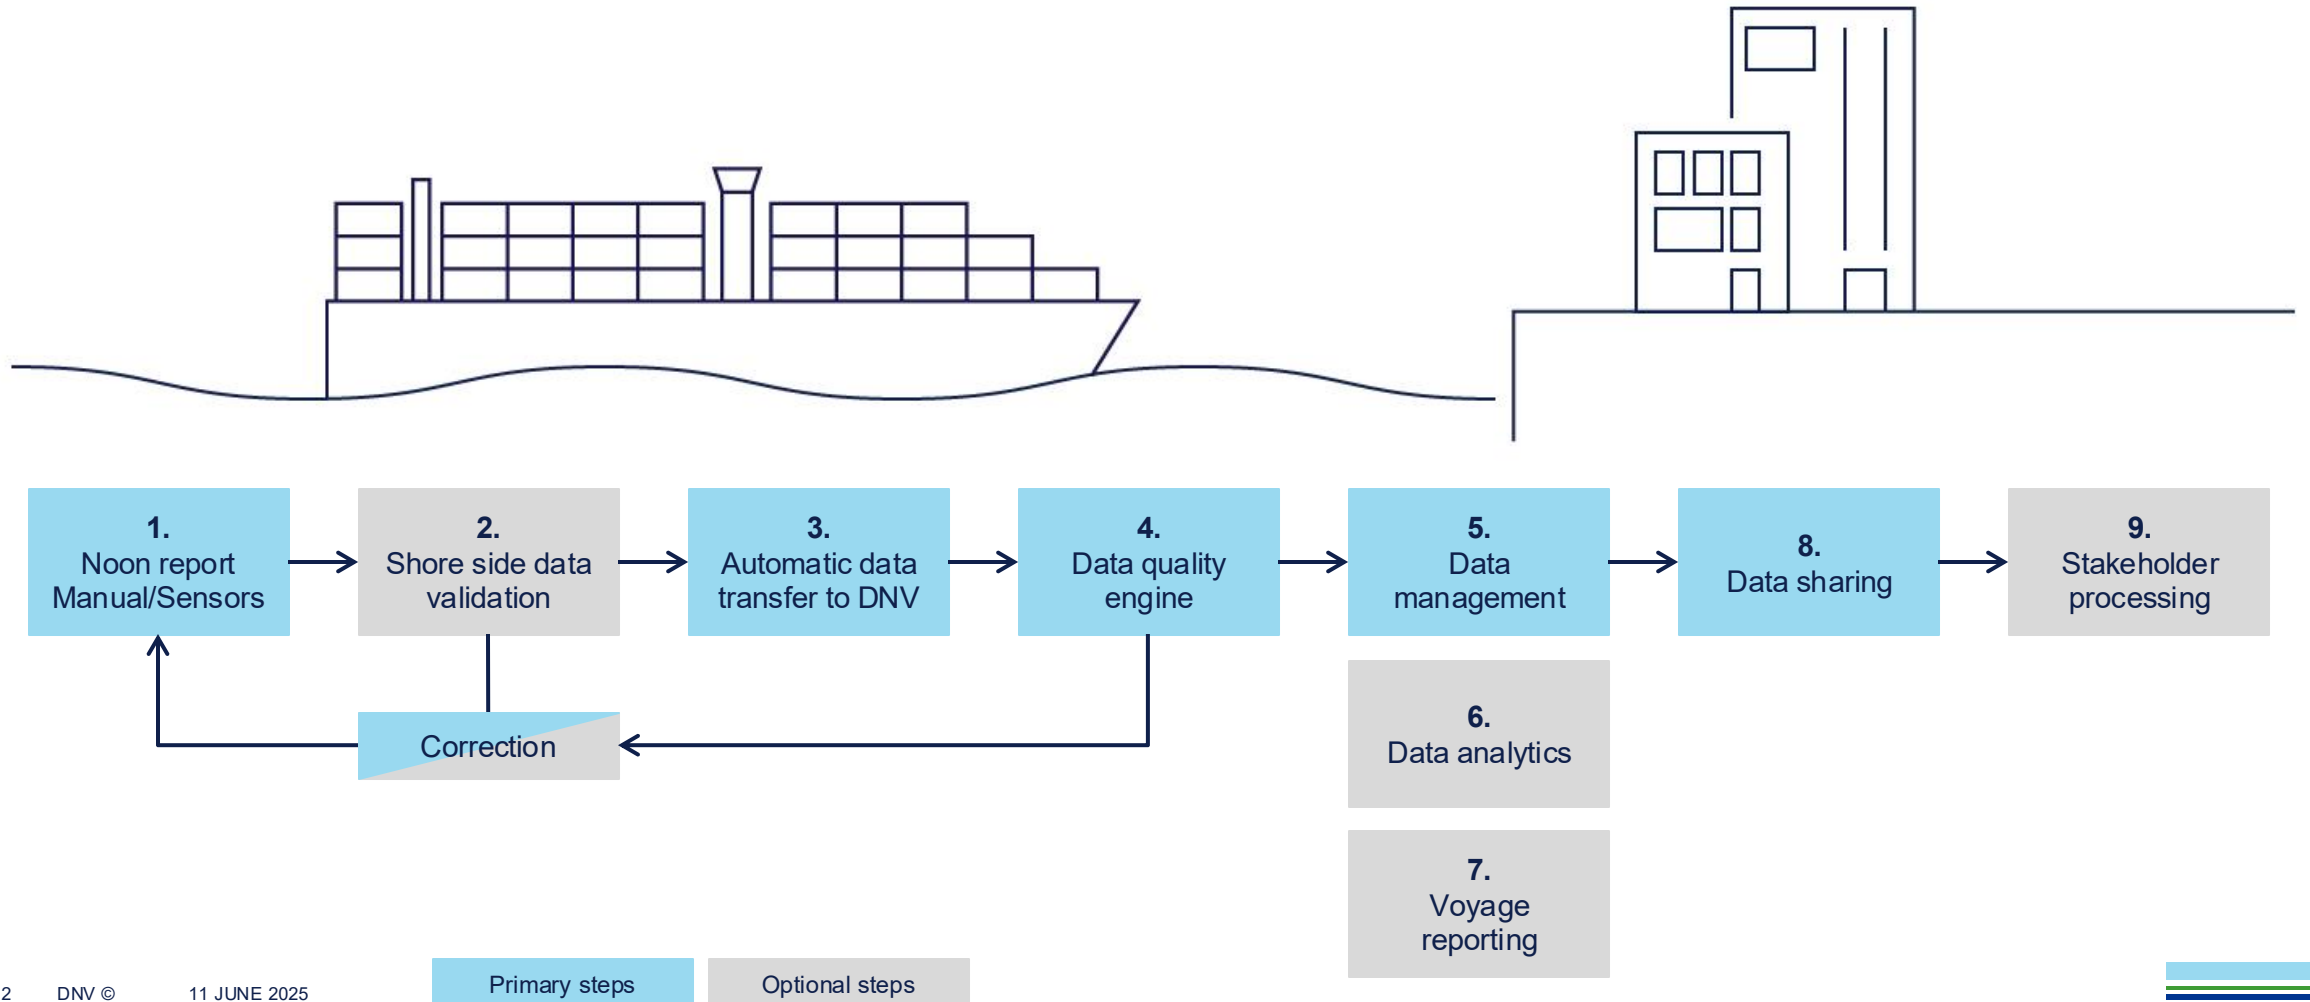 1.
Noon report
Manual/Sensors
2.
Shore side data
validation
3.
Automatic data
transfer to DNV
4.
Data quality
engine
5.
Data
management
8.
Data sharing
9.
Stakeholder
processing
Correction
6.
Data analytics
7.
Voyage
reporting
Primary steps
Optional steps
2 DNV © 11 JUNE 2025